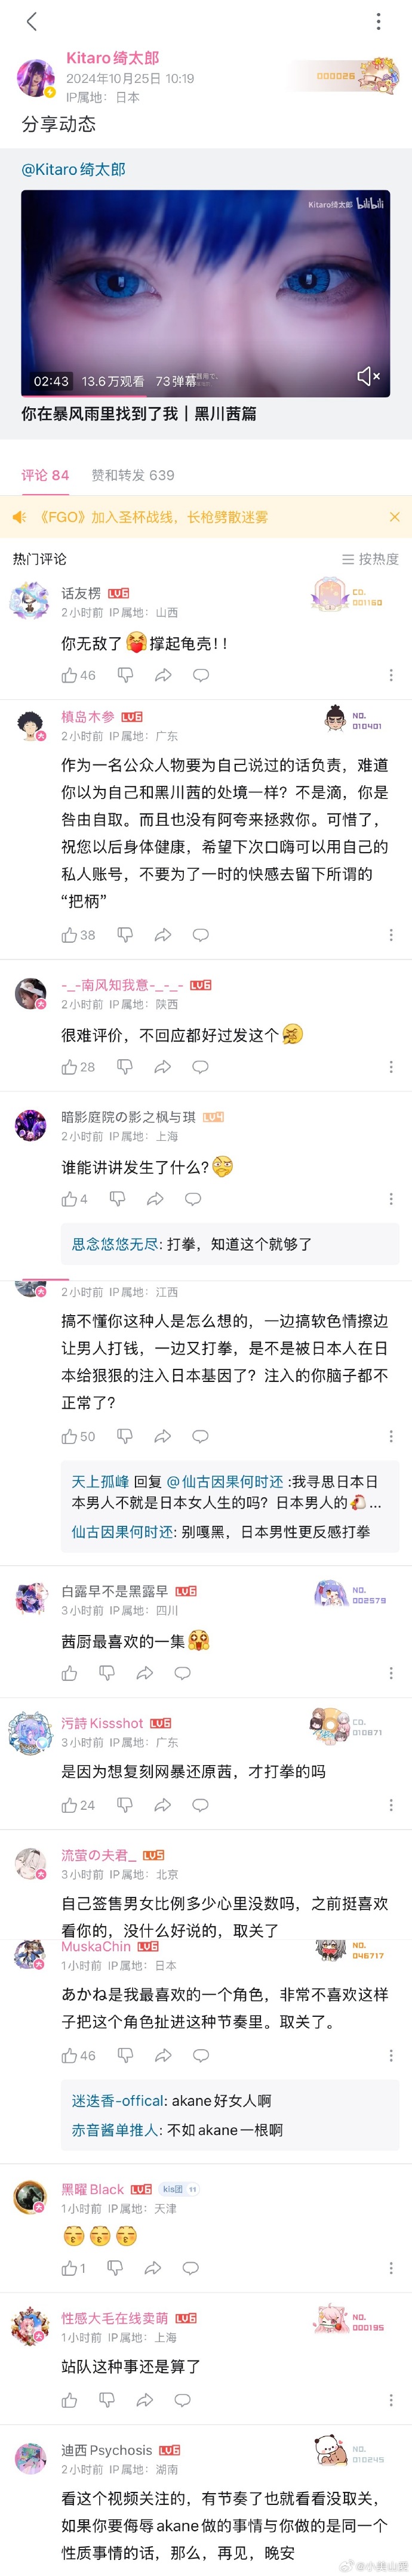 Kitaro绮太郎
2024年10月25日 10:19
IP属地：日本
000026
分享动态
@Kitaro绮太郎
Kitaro绮太郎 bilibili
02:43 13.6万观看 73弹幕
你在暴风雨里找到了我｜黑川茜篇
评论 84 赞和转发 639
《FGO》加入圣杯战线，长枪劈散迷雾
热门评论 按热度
话友楞 LV6
CD. 001160
2小时前 IP属地：山西
你无敌了 撑起龟壳！！
46
槙岛木参 LV6
NO. 010401
2小时前 IP属地：广东
作为一名公众人物要为自己说过的话负责，难道
你以为自己和黑川茜的处境一样？不是滴，你是
咎由自取。而且也没有阿夸来拯救你。可惜了，
祝您以后身体健康，希望下次口嗨可以用自己的
私人账号，不要为了一时的快感去留下所谓的
“把柄”
38
-_-南风知我意-_-_- LV6
2小时前 IP属地：陕西
很难评价，不回应都好过发这个
28
暗影庭院の影之枫与琪 LV4
2小时前 IP属地：上海
谁能讲讲发生了什么？
4
思念悠悠无尽: 打拳，知道这个就够了
2小时前 IP属地：江西
搞不懂你这种人是怎么想的，一边搞软色情擦边
让男人打钱，一边又打拳，是不是被日本人在日
本给狠狠的注入日本基因了？注入的你脑子都不
正常了？
50
天上孤峰 回复 @仙古因果何时还 :我寻思日本日
本男人不就是日本女人生的吗？日本男人的...
仙古因果何时还: 别嘎黑，日本男性更反感打拳
白露早不是黑露早 LV6
NO. 002579
3小时前 IP属地：四川
茜厨最喜欢的一集
污詩Kissshot LV6
CD. 010871
3小时前 IP属地：广东
是因为想复刻网暴还原茜，才打拳的吗
24
流萤の夫君_ LV5
3小时前 IP属地：北京
自己签售男女比例多少心里没数吗，之前挺喜欢
看你的，没什么好说的，取关了
MuskaChin LV6
NO. 046717
1小时前 IP属地：日本
あかね是我最喜欢的一个角色，非常不喜欢这样
子把这个角色扯进这种节奏里。取关了。
46
迷迭香-offical: akane好女人啊
赤音酱单推人: 不如akane一根啊
黑曜Black LV6 kis团 11
1小时前 IP属地：天津
1
性感大毛在线卖萌 LV6
NO. 000195
1小时前 IP属地：上海
站队这种事还是算了
迪西Psychosis LV6
NO. 010245
2小时前 IP属地：湖南
看这个视频关注的，有节奏了也就看看没取关，
如果你要侮辱akane做的事情与你做的是同一个
性质事情的话，那么，再见，晚安